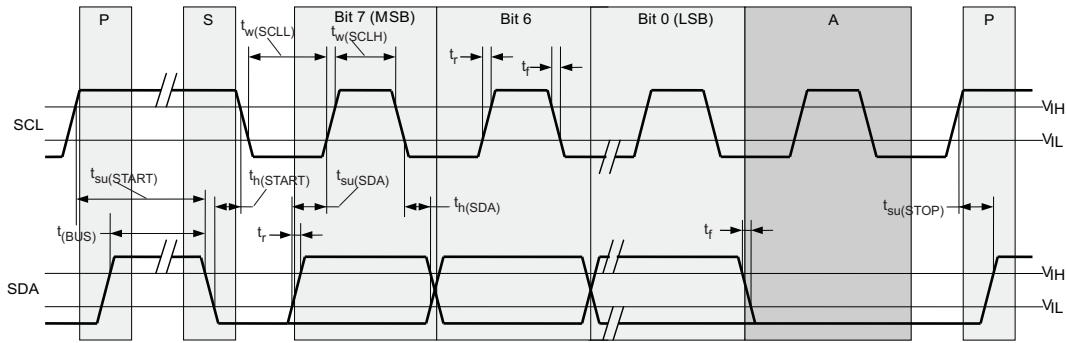 P S Bit 7 (MSB) Bit 6 Bit 0 (LSB) A P
tw(SCLL) tw(SCLH) tr tf
SCL
VIH
VIL
tsu(START) th(START) tsu(SDA) th(SDA) tsu(STOP)
t(BUS) tr tf
SDA
VIH
VIL